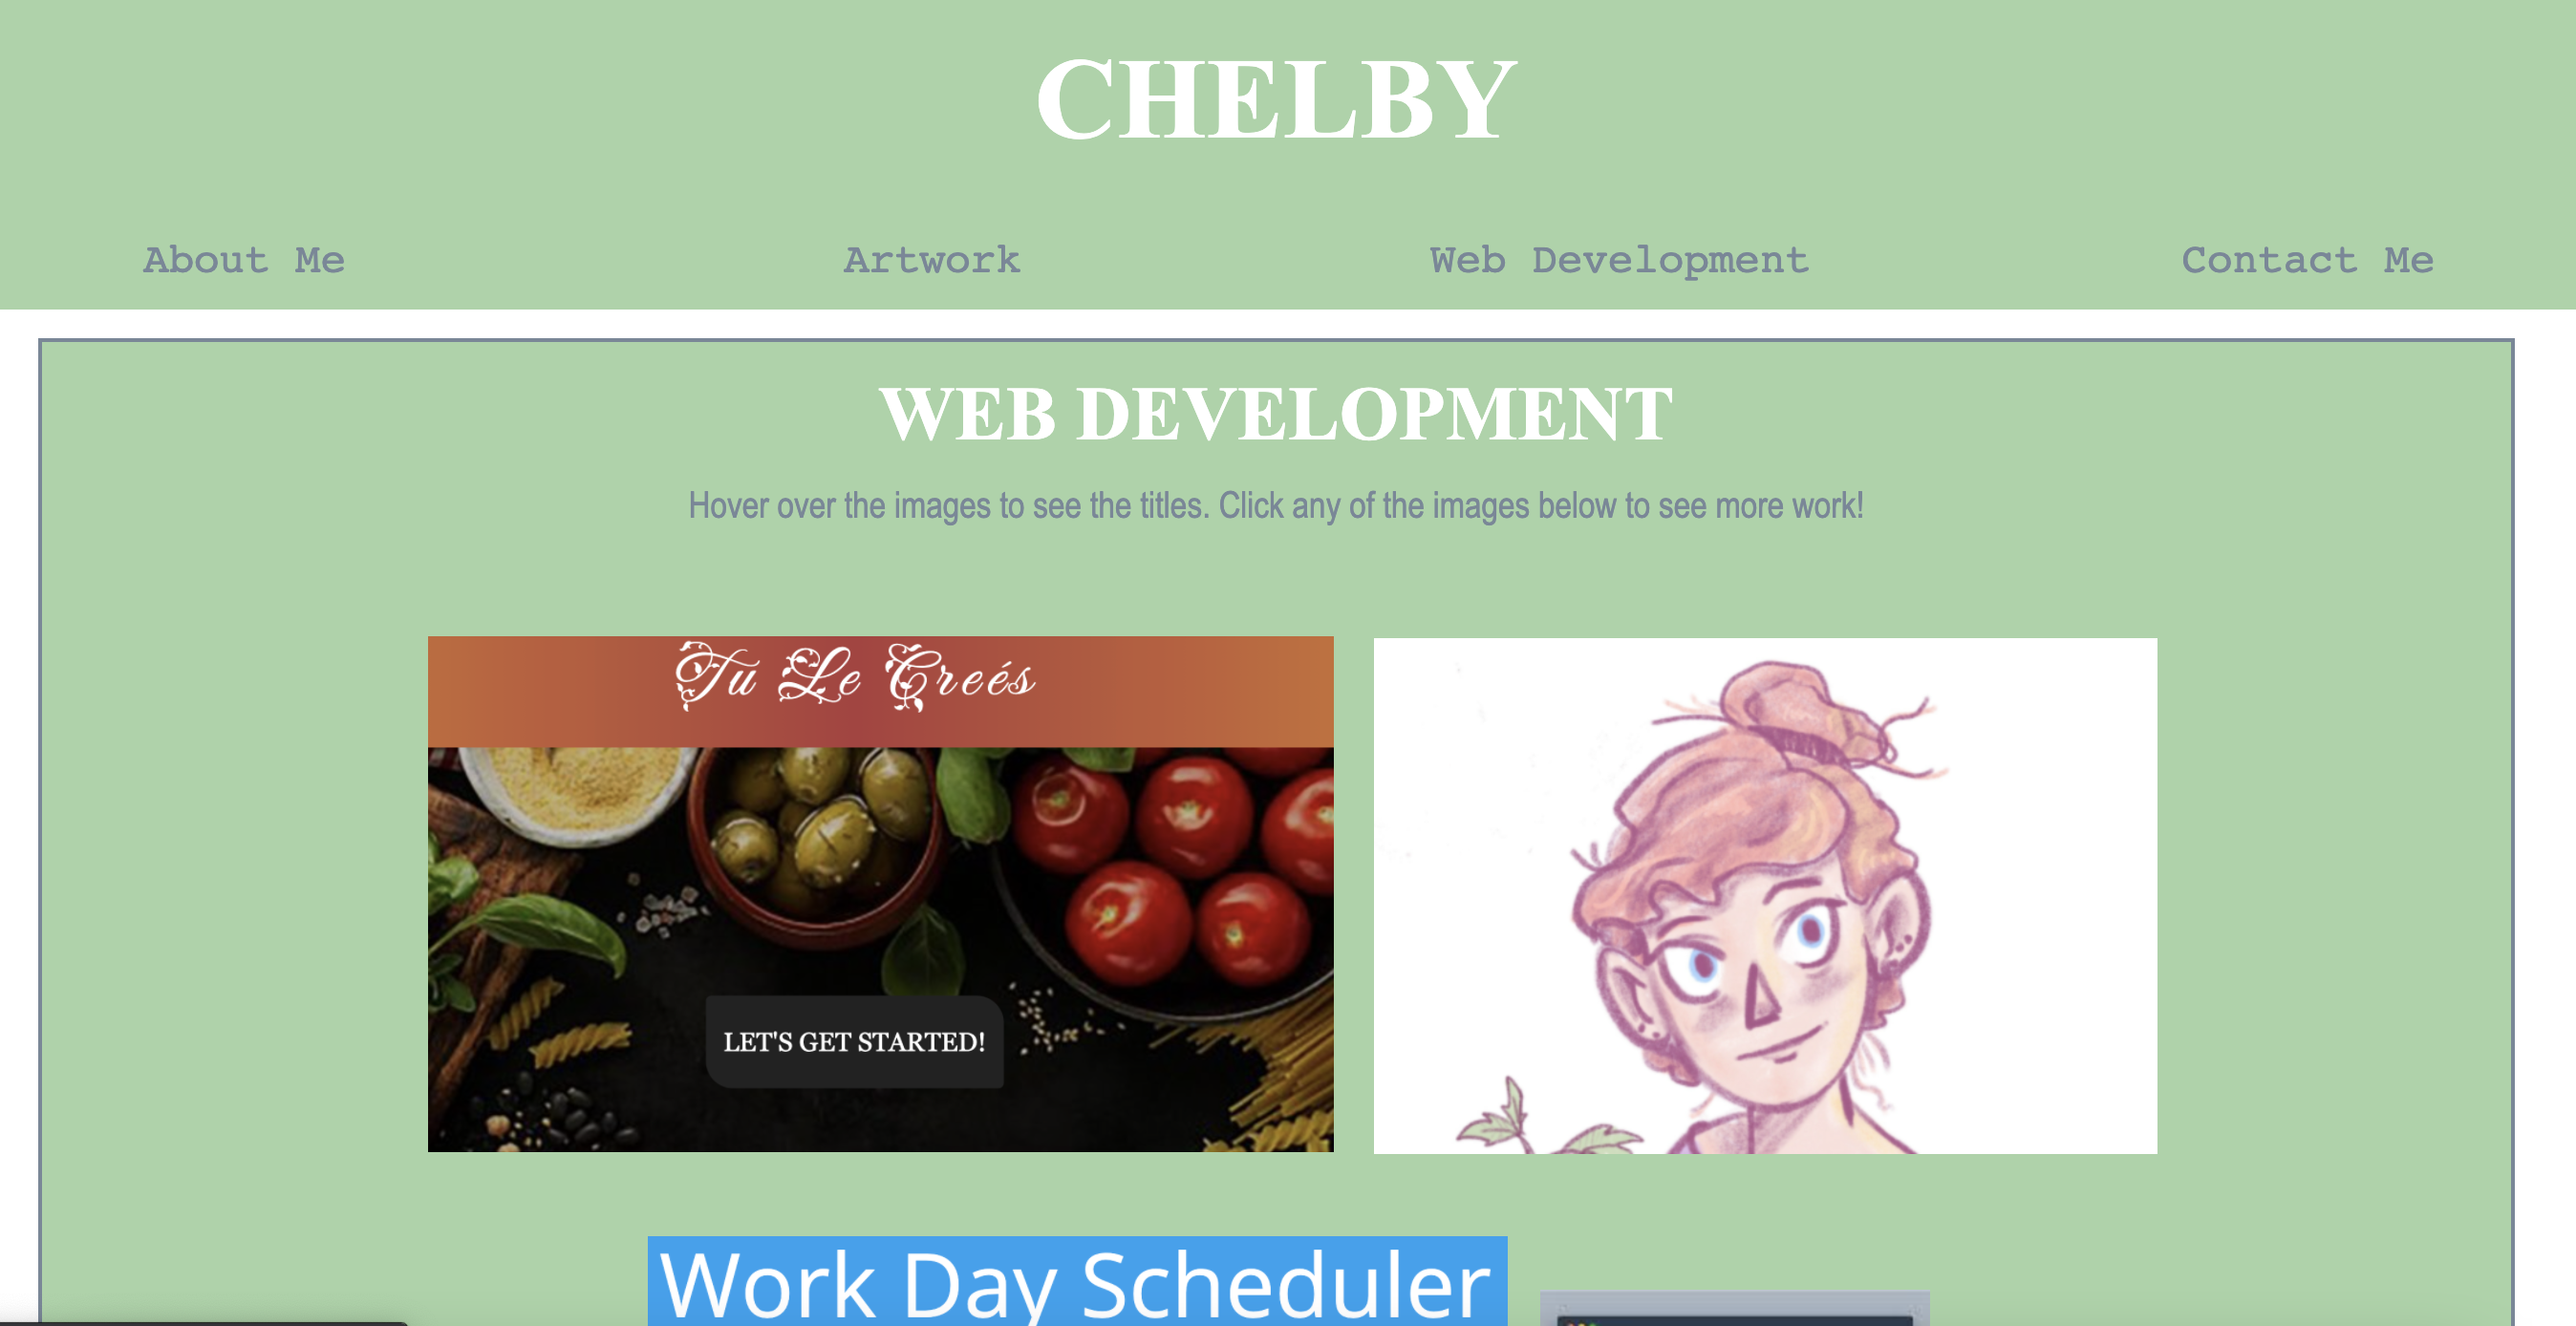 CHELBY
About Me Artwork Web Development Contact Me
WEB DEVELOPMENT
Hover over the images to see the titles. Click any of the images below to see more work!
Tu Le Creés
LET'S GET STARTED!
Work Day Scheduler